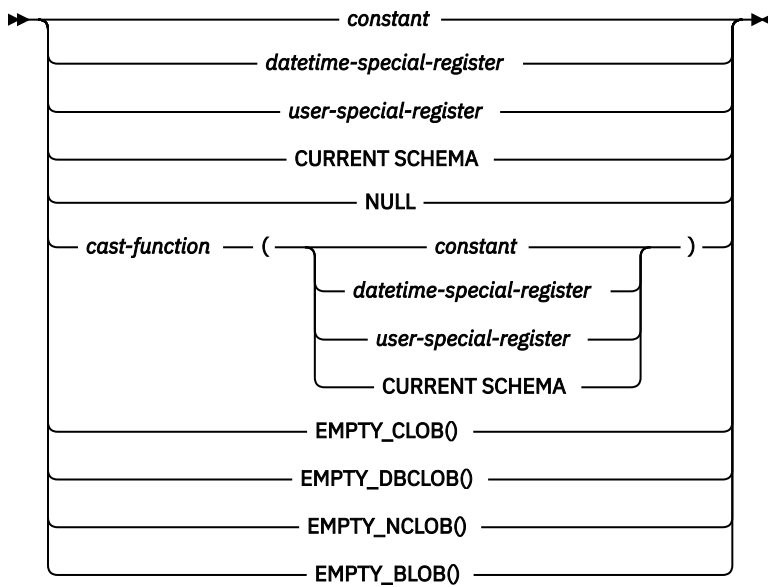 constant
datetime-special-register
user-special-register
CURRENT SCHEMA
NULL
cast-function ( constant )
datetime-special-register
user-special-register
CURRENT SCHEMA
EMPTY_CLOB()
EMPTY_DBCLOB()
EMPTY_NCLOB()
EMPTY_BLOB()